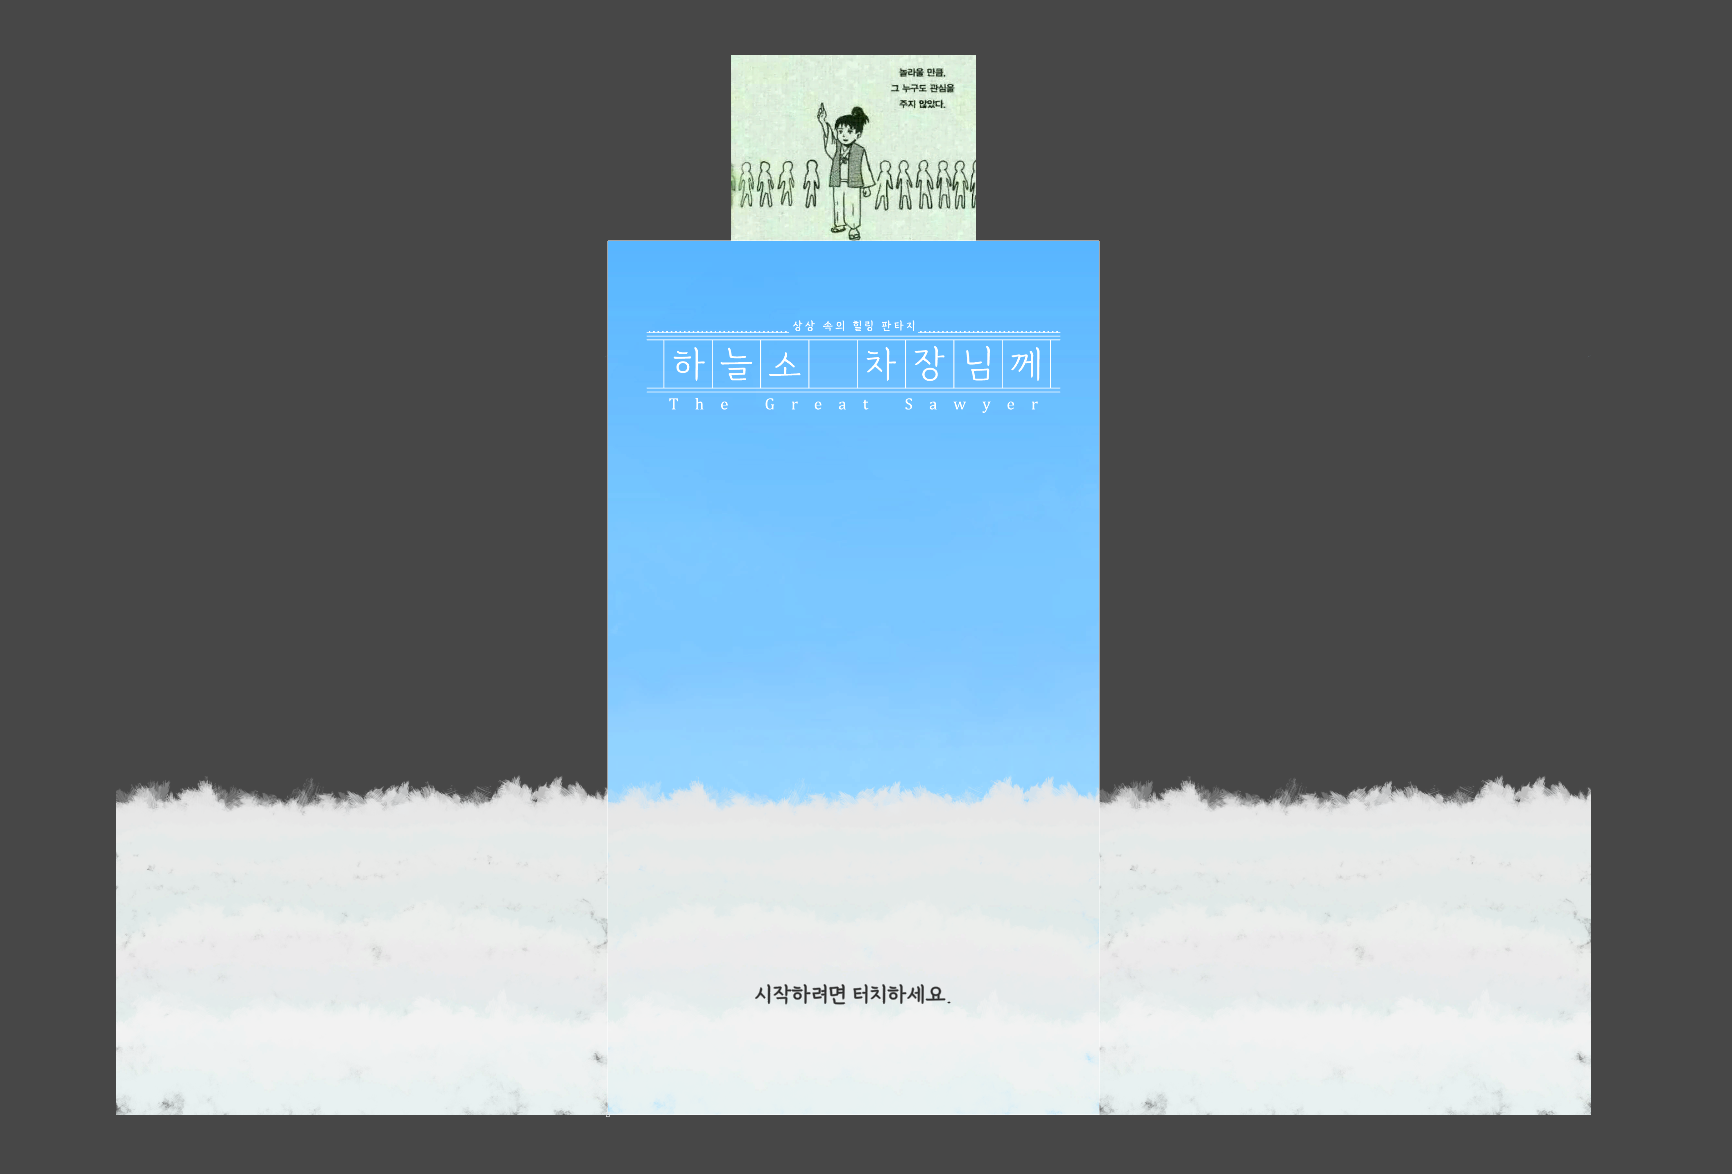 놀라울 만큼,
그 누구도 관심을
주지 않았다.
상상 속의 힐링 판타지
하늘소 차장님께
The Great Sawyer
시작하려면 터치하세요.